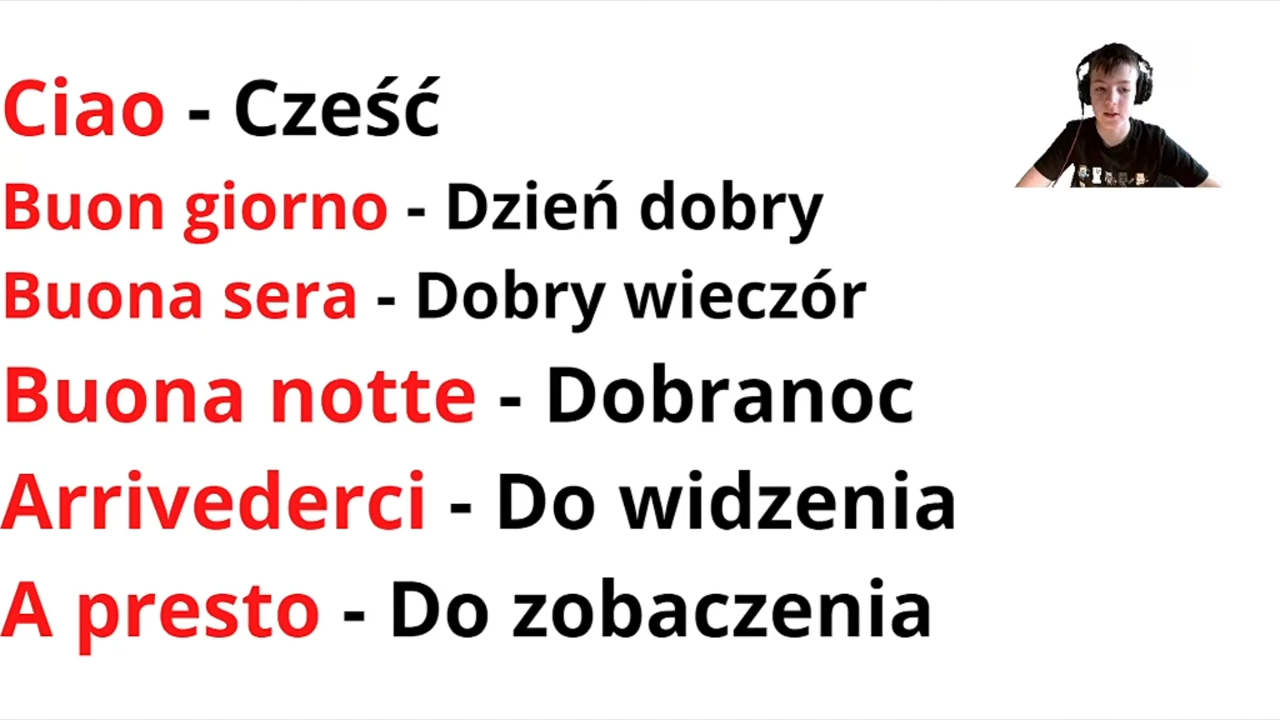 Ciao - Cześć
Buon giorno - Dzień dobry
Buona sera - Dobry wieczór
Buona notte - Dobranoc
Arrivederci - Do widzenia
A presto - Do zobaczenia